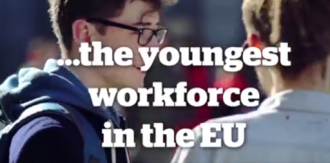 ...the youngest
workforce
in the EU